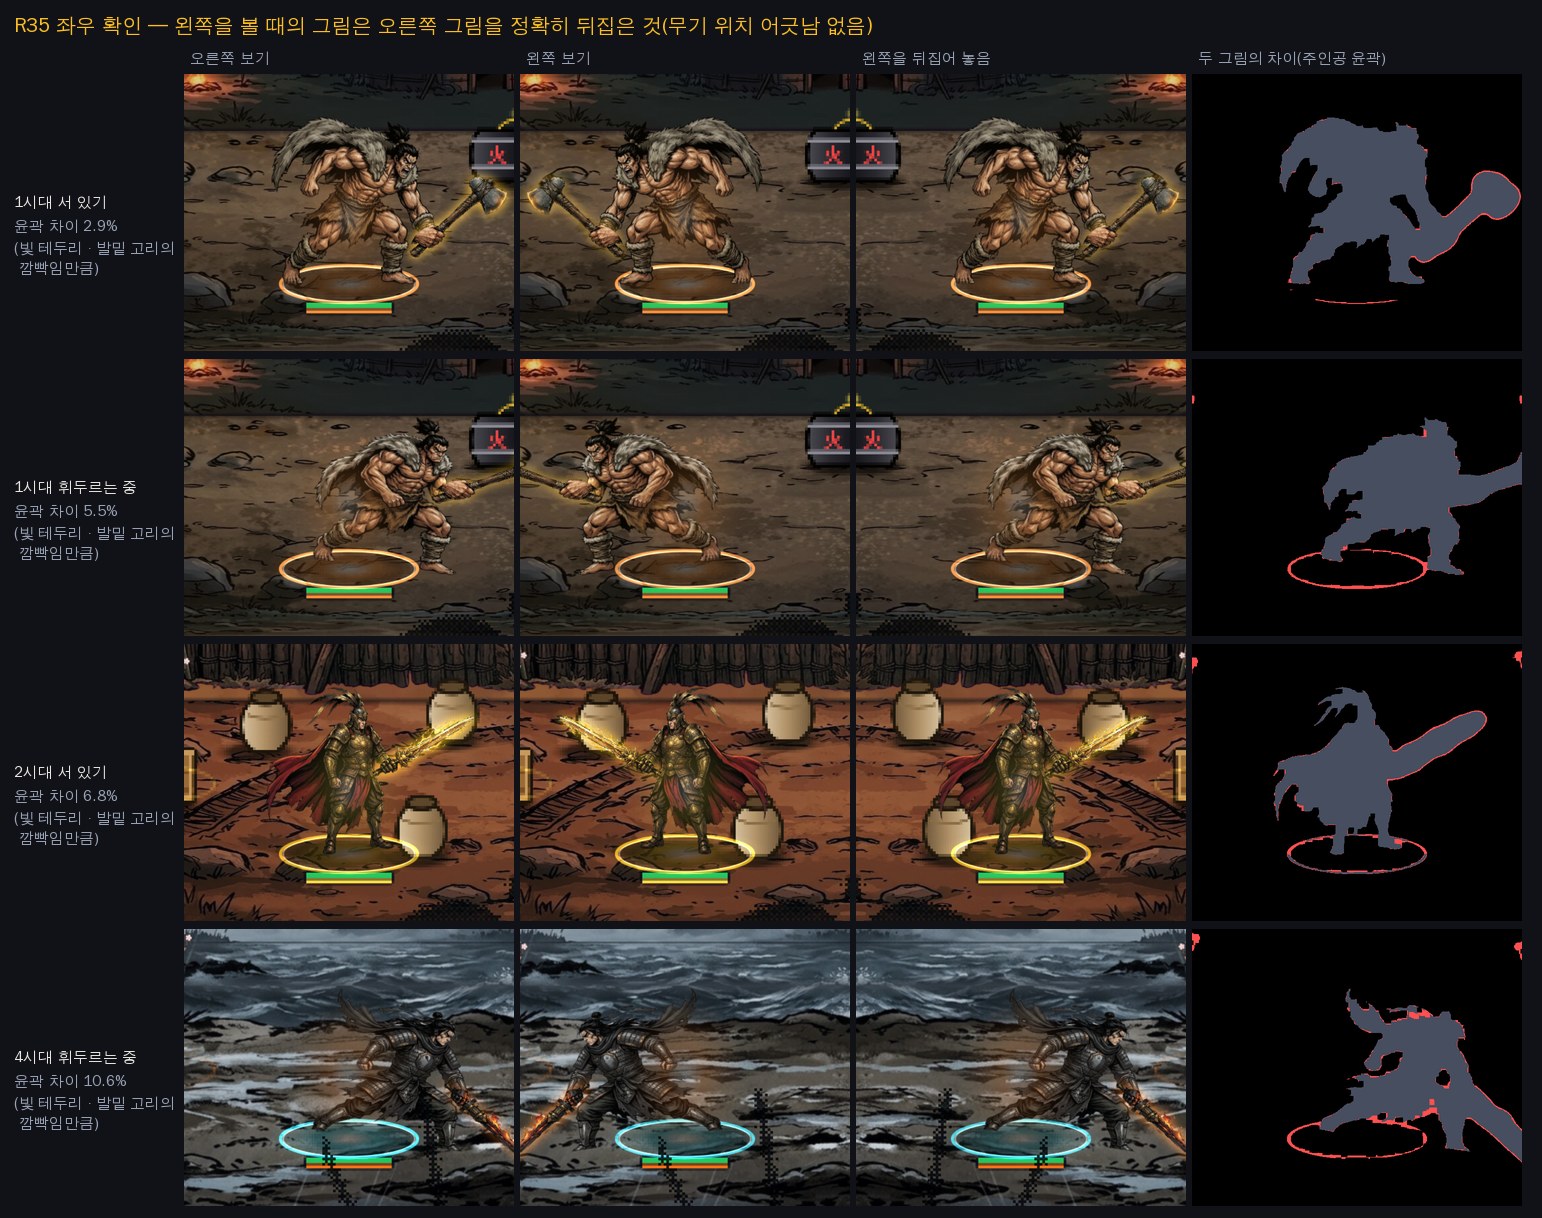 R35 좌우 확인 — 왼쪽을 볼 때의 그림은 오른쪽 그림을 정확히 뒤집은 것(무기 위치 어긋남 없음)
오른쪽 보기
왼쪽 보기
왼쪽을 뒤집어 놓음
두 그림의 차이(주인공 윤곽)
1시대 서 있기
윤곽 차이 2.9%
(빛 테두리 · 발밑 고리의
깜빡임만큼)
火
火
火
1시대 휘두르는 중
윤곽 차이 5.5%
(빛 테두리 · 발밑 고리의
깜빡임만큼)
火
火
火
2시대 서 있기
윤곽 차이 6.8%
(빛 테두리 · 발밑 고리의
깜빡임만큼)
4시대 휘두르는 중
윤곽 차이 10.6%
(빛 테두리 · 발밑 고리의
깜빡임만큼)